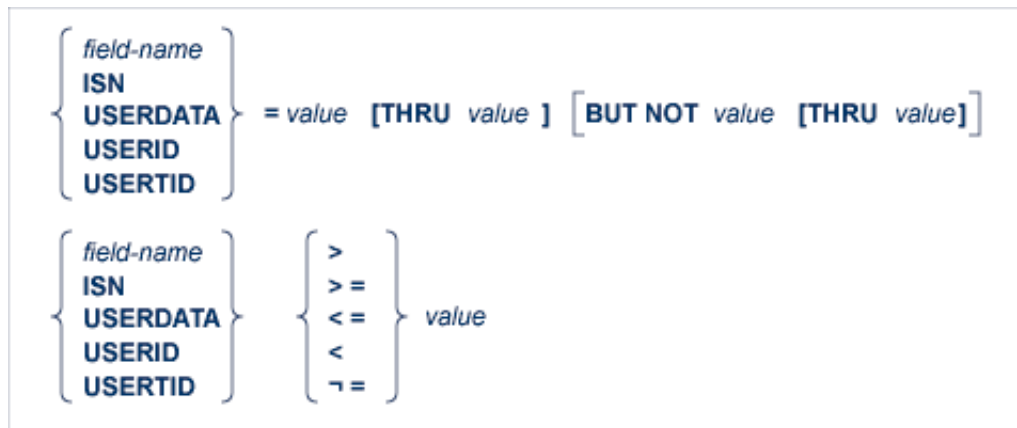 field-name
ISN
USERDATA = value [THRU value ] [BUT NOT value [THRU value]]
USERID
USERTID
field-name >
ISN > =
USERDATA < = value
USERID <
USERTID ¬ =